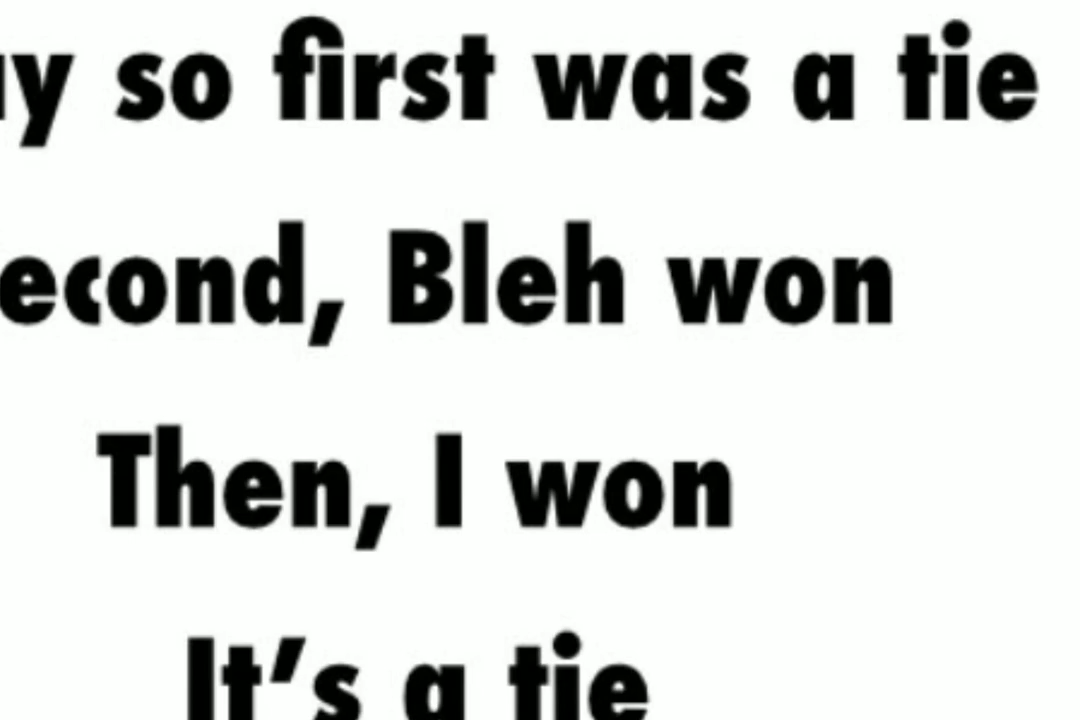 so first was a tie
Bleh won
Then, I won
It's a tie